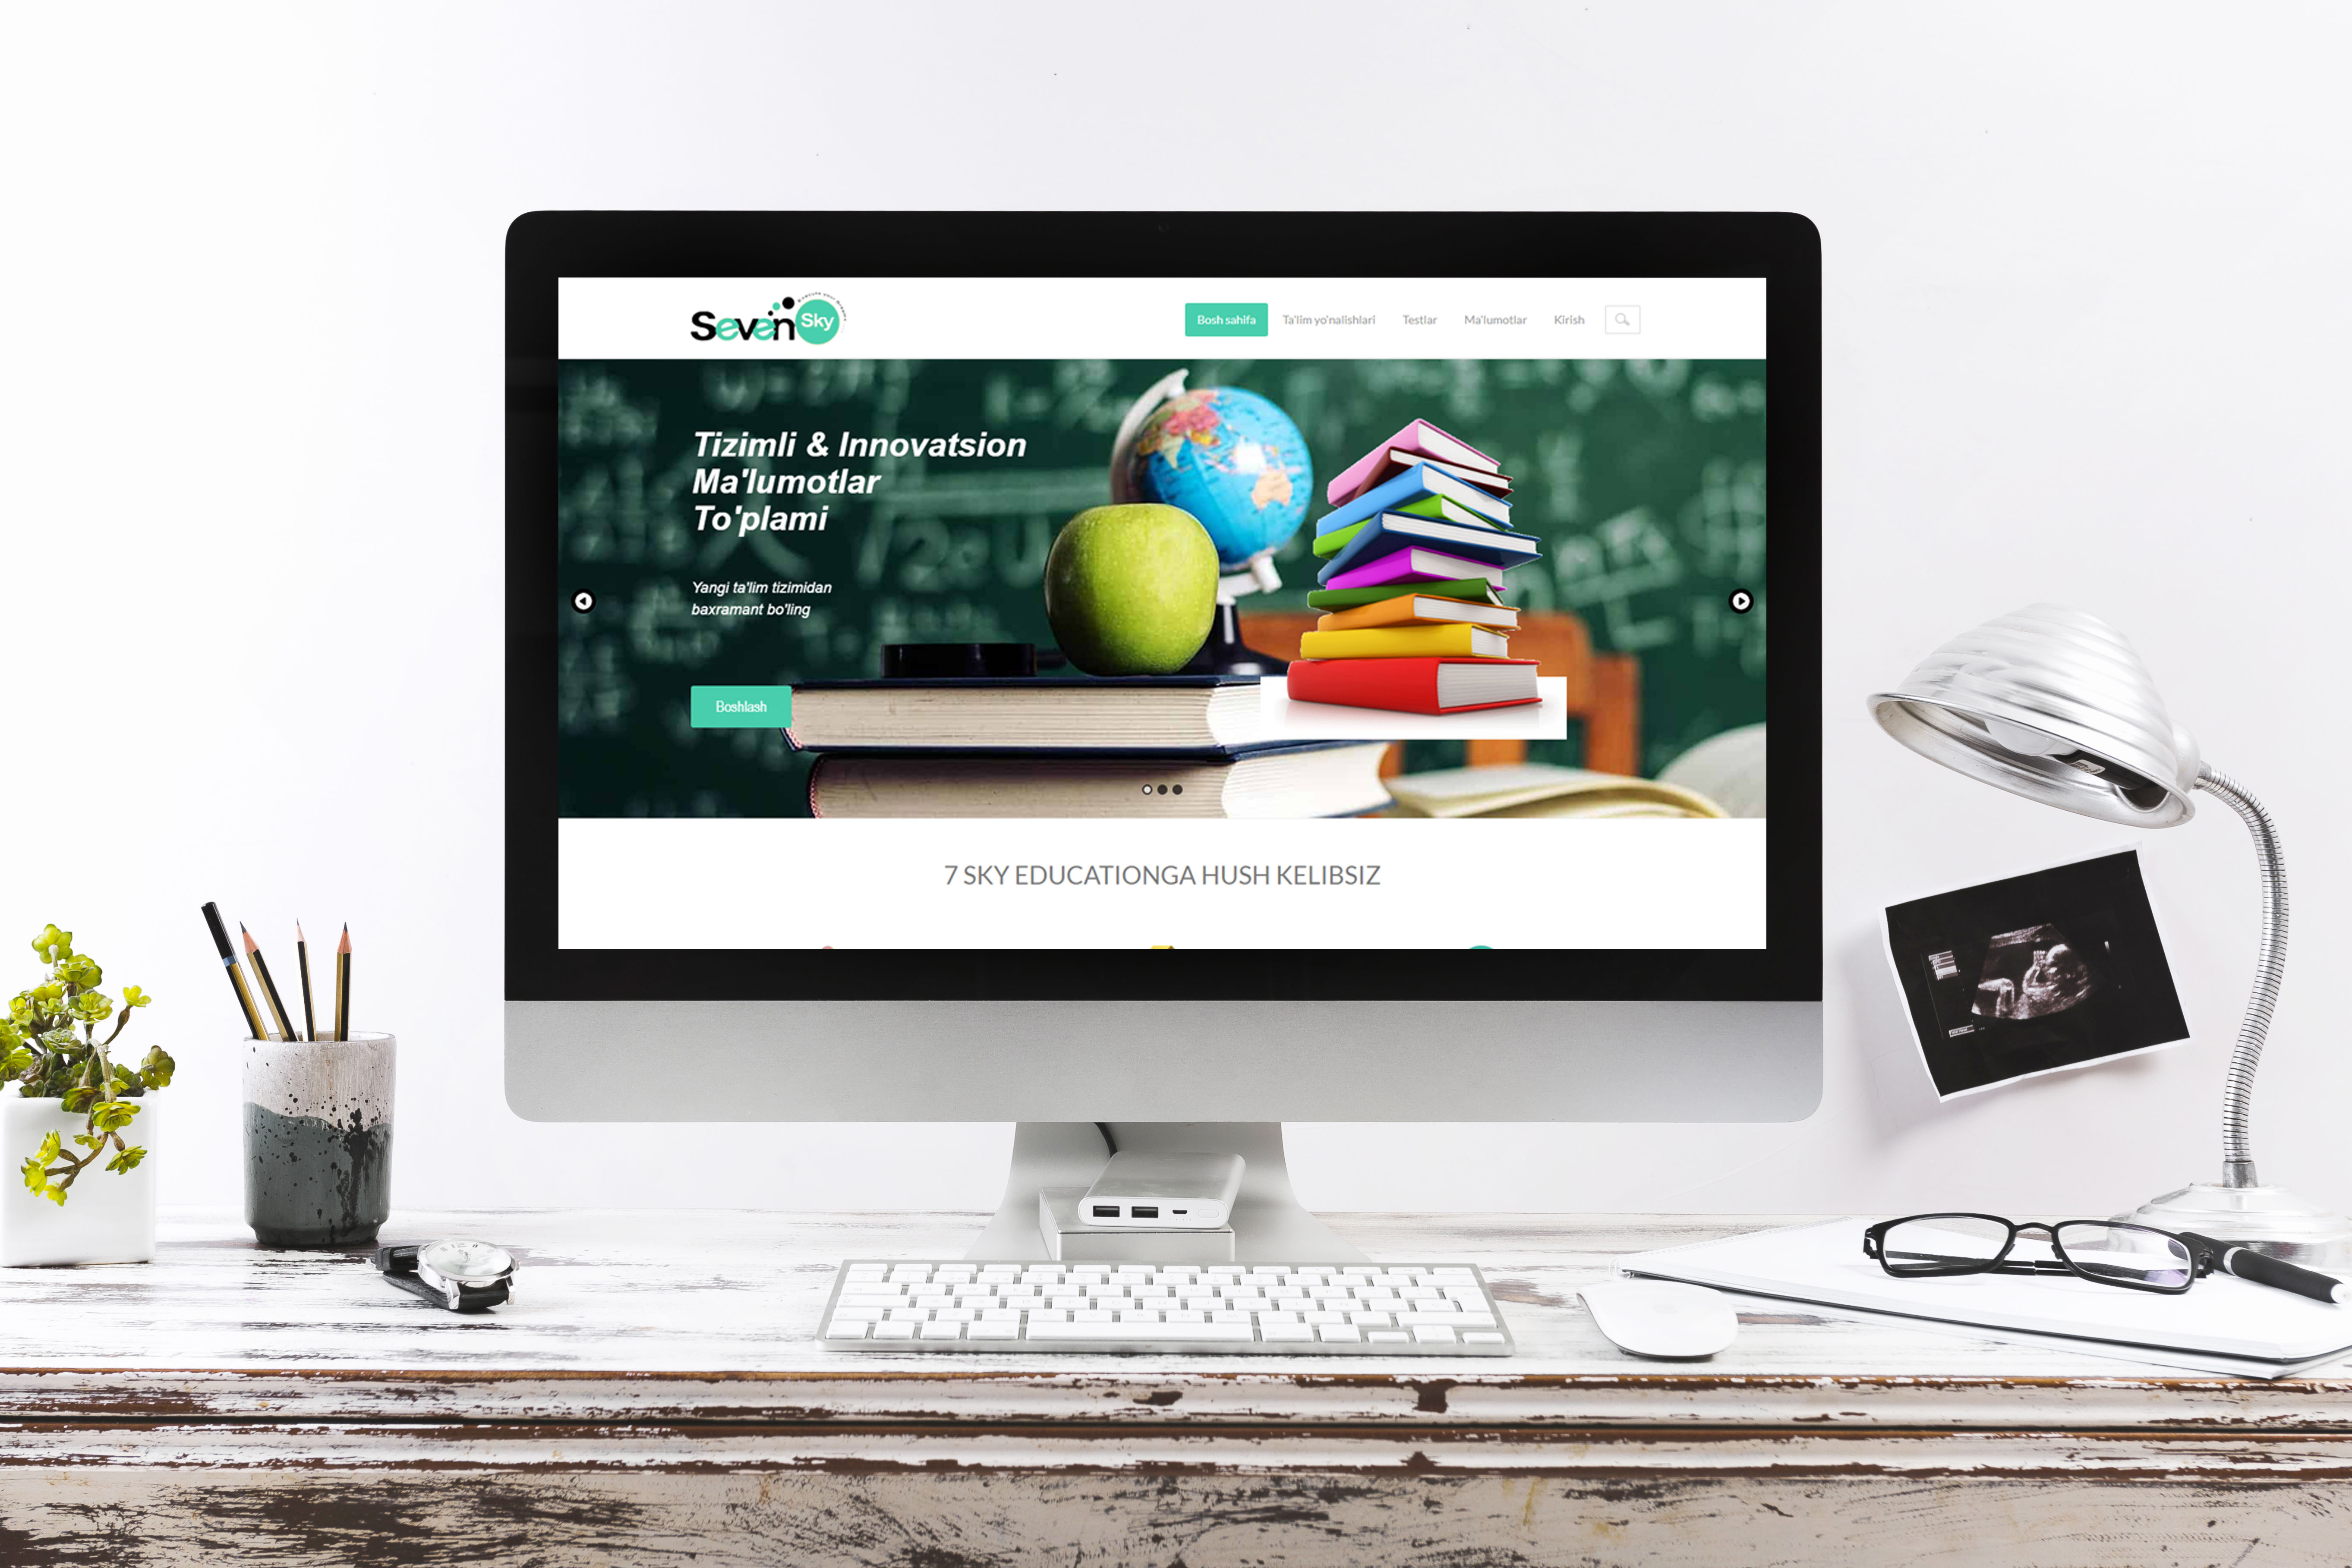 Seven Sky
Bosh sahifa
Ta'lim yo'nalishlari
Testlar
Ma'lumotlar
Kirish
Tizimli & Innovatsion
Ma'lumotlar
To'plami
Yangi ta'lim tizimidan
baxramant bo'ling
Boshlash
7 SKY EDUCATIONGA HUSH KELIBSIZ